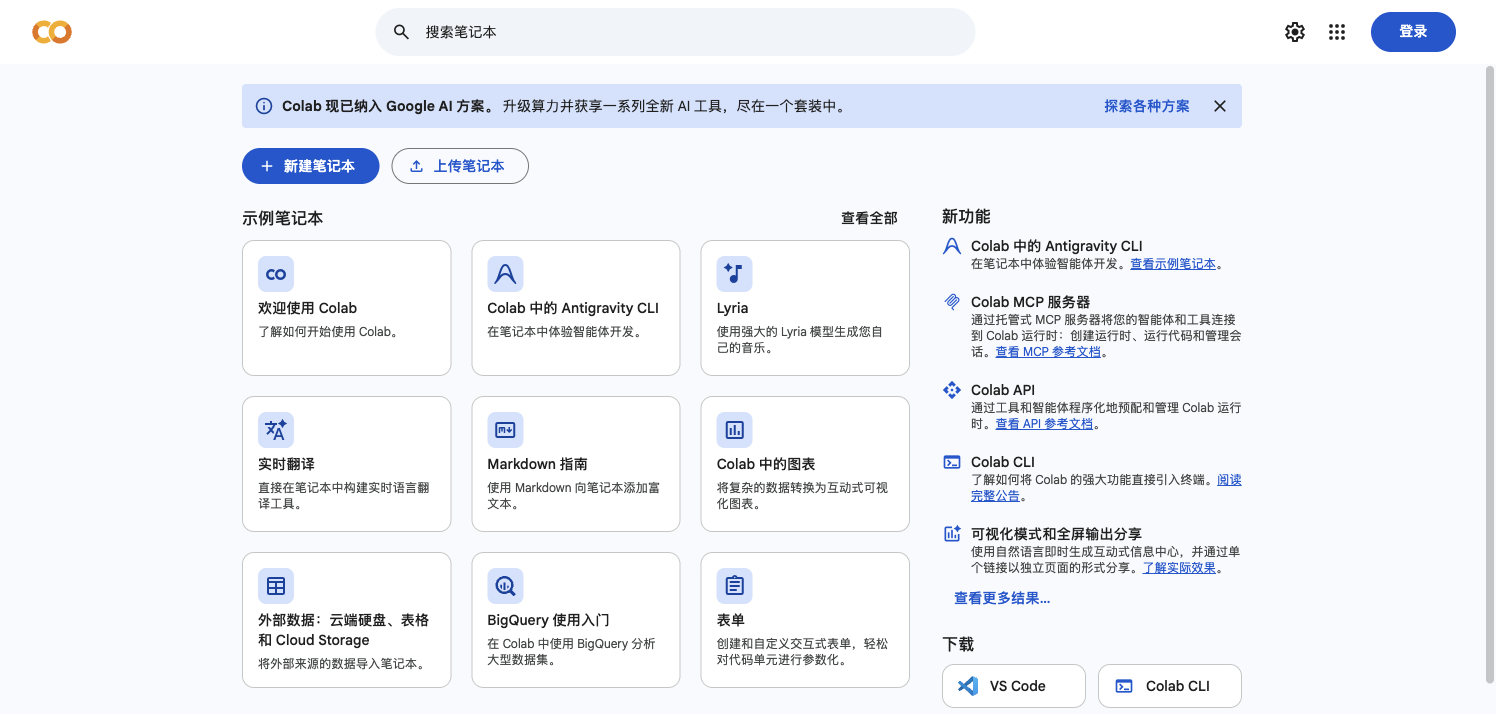 CO
搜索笔记本
登录
Colab 现已纳入 Google AI 方案。 升级算力并获享一系列全新 AI 工具，尽在一个套装中。
探索各种方案
新建笔记本
上传笔记本
示例笔记本
查看全部
CO
欢迎使用 Colab
了解如何开始使用 Colab。
Colab 中的 Antigravity CLI
在笔记本中体验智能体开发。
Lyria
使用强大的 Lyria 模型生成您自
己的音乐。
实时翻译
直接在笔记本中构建实时语言翻
译工具。
Markdown 指南
使用 Markdown 向笔记本添加富
文本。
Colab 中的图表
将复杂的数据转换为互动式可视
化图表。
外部数据：云端硬盘、表格
和 Cloud Storage
将外部来源的数据导入笔记本。
BigQuery 使用入门
在 Colab 中使用 BigQuery 分析
大型数据集。
表单
创建和自定义交互式表单，轻松
对代码单元进行参数化。
新功能
Colab 中的 Antigravity CLI
在笔记本中体验智能体开发。查看示例笔记本。
Colab MCP 服务器
通过托管式 MCP 服务器将您的智能体和工具连接
到 Colab 运行时：创建运行时、运行代码和管理会
话。查看 MCP 参考文档。
Colab API
通过工具和智能体程序化地预配和管理 Colab 运行
时。查看 API 参考文档。
Colab CLI
了解如何将 Colab 的强大功能直接引入终端。阅读
完整公告。
可视化模式和全屏输出分享
使用自然语言即时生成互动式信息中心，并通过单
个链接以独立页面的形式分享。了解实际效果。
查看更多结果...
下载
VS Code
Colab CLI